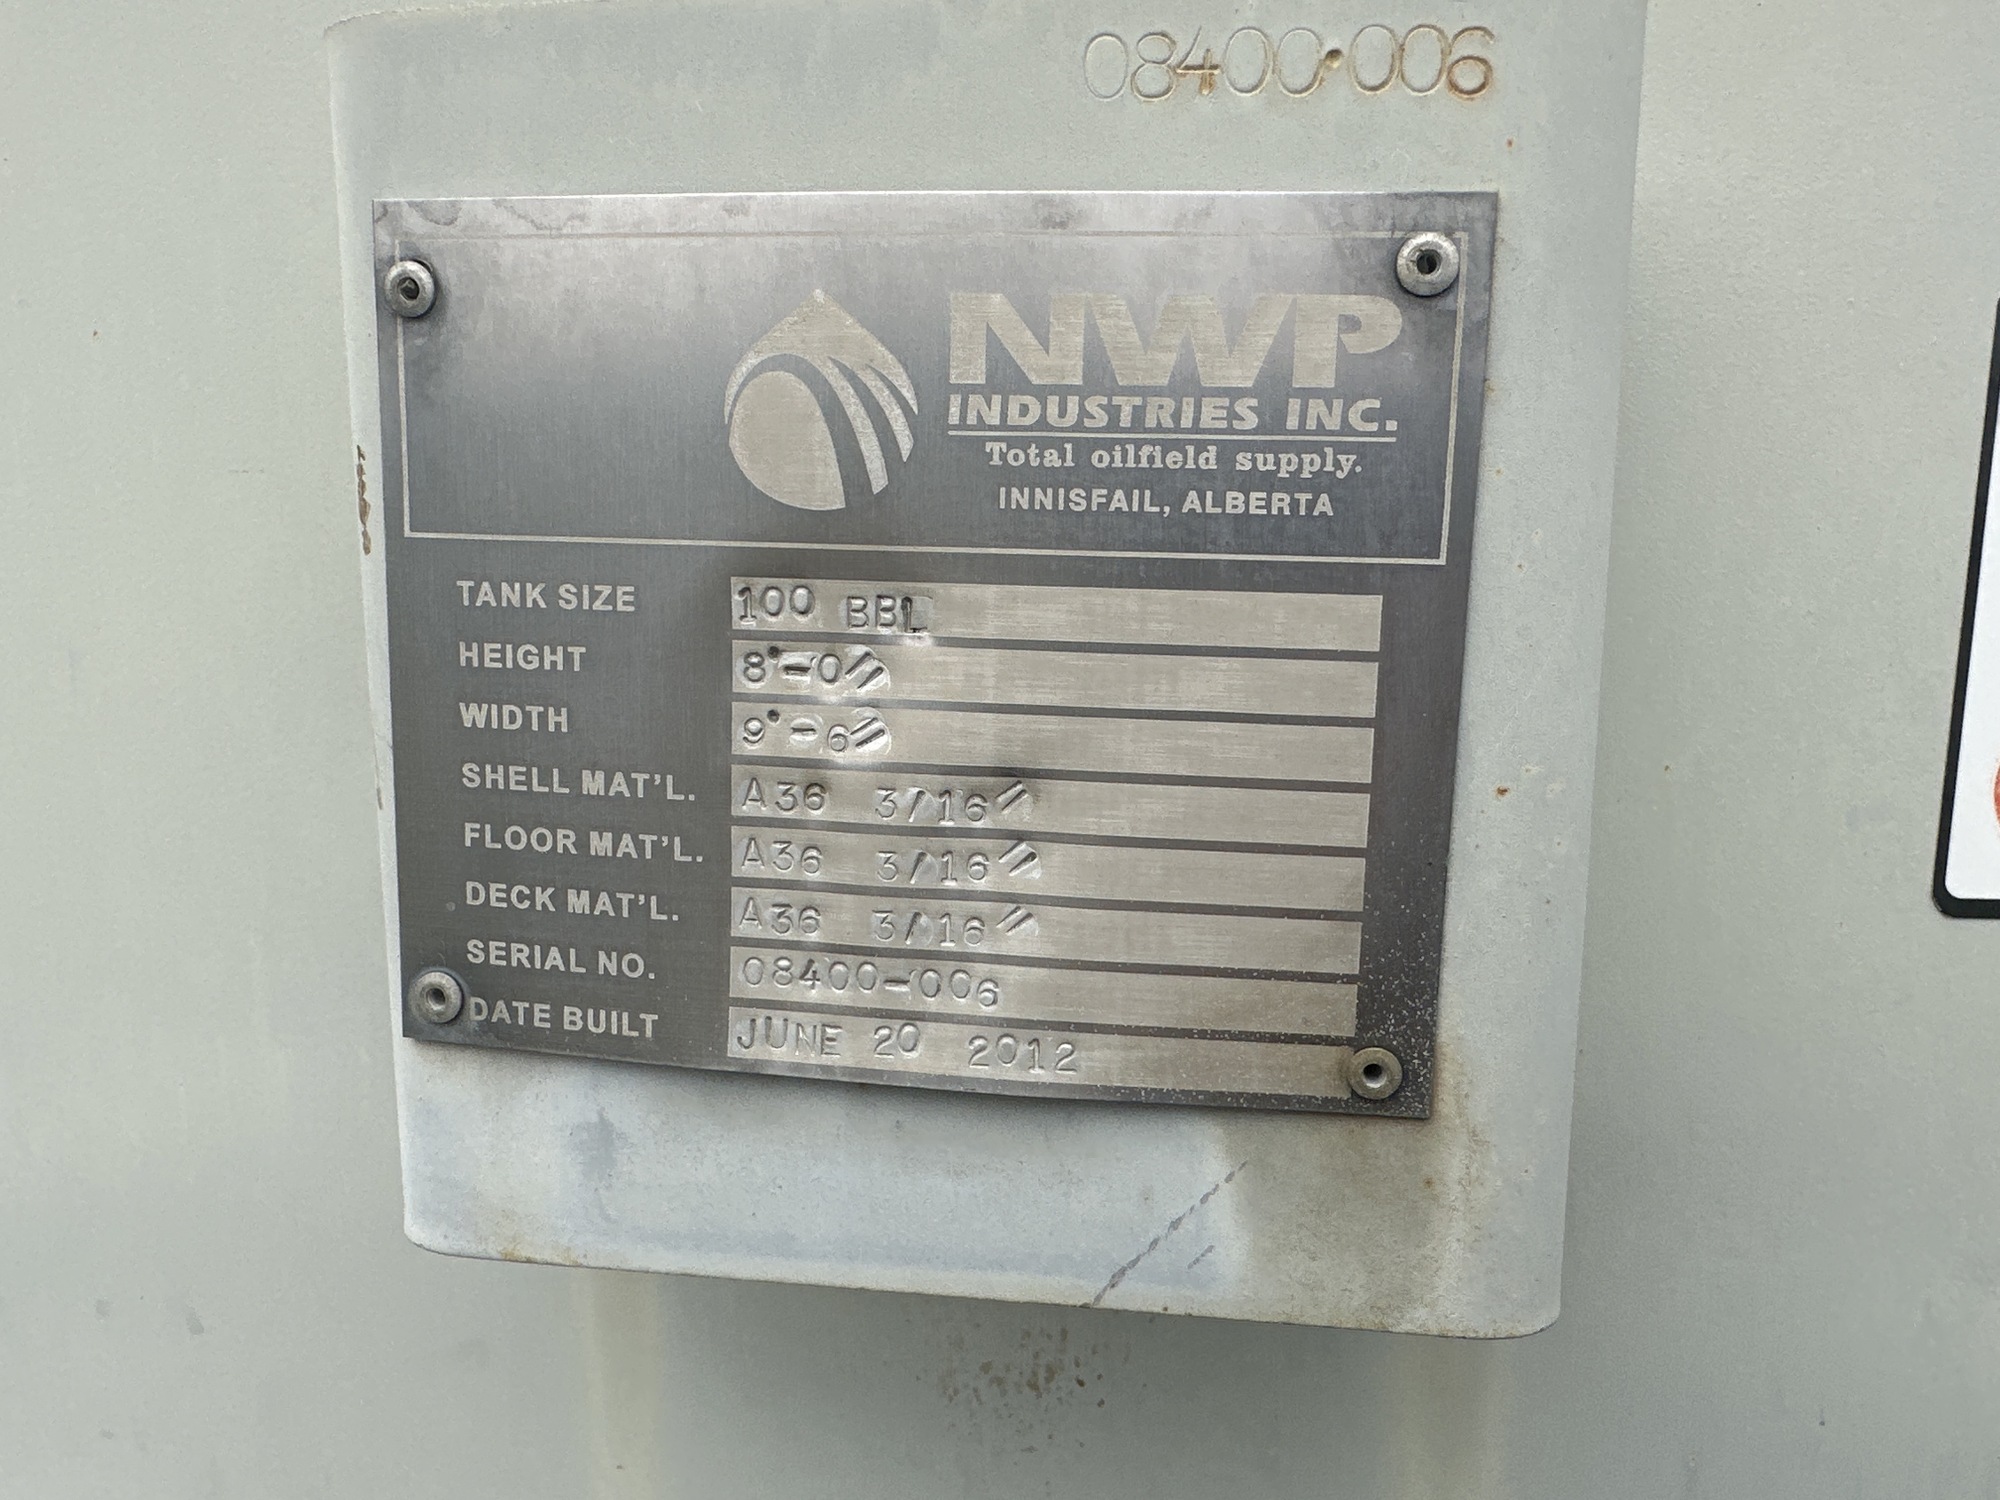 08400·006
NWP
INDUSTRIES INC.
Total oilfield supply.
INNISFAIL, ALBERTA
TANK SIZE 100 BBL
HEIGHT 8'-0"
WIDTH 9'-6"
SHELL MAT'L. A36 3/16"
FLOOR MAT'L. A36 3/16"
DECK MAT'L. A36 3/16"
SERIAL NO. 08400-006
DATE BUILT JUNE 20 2012